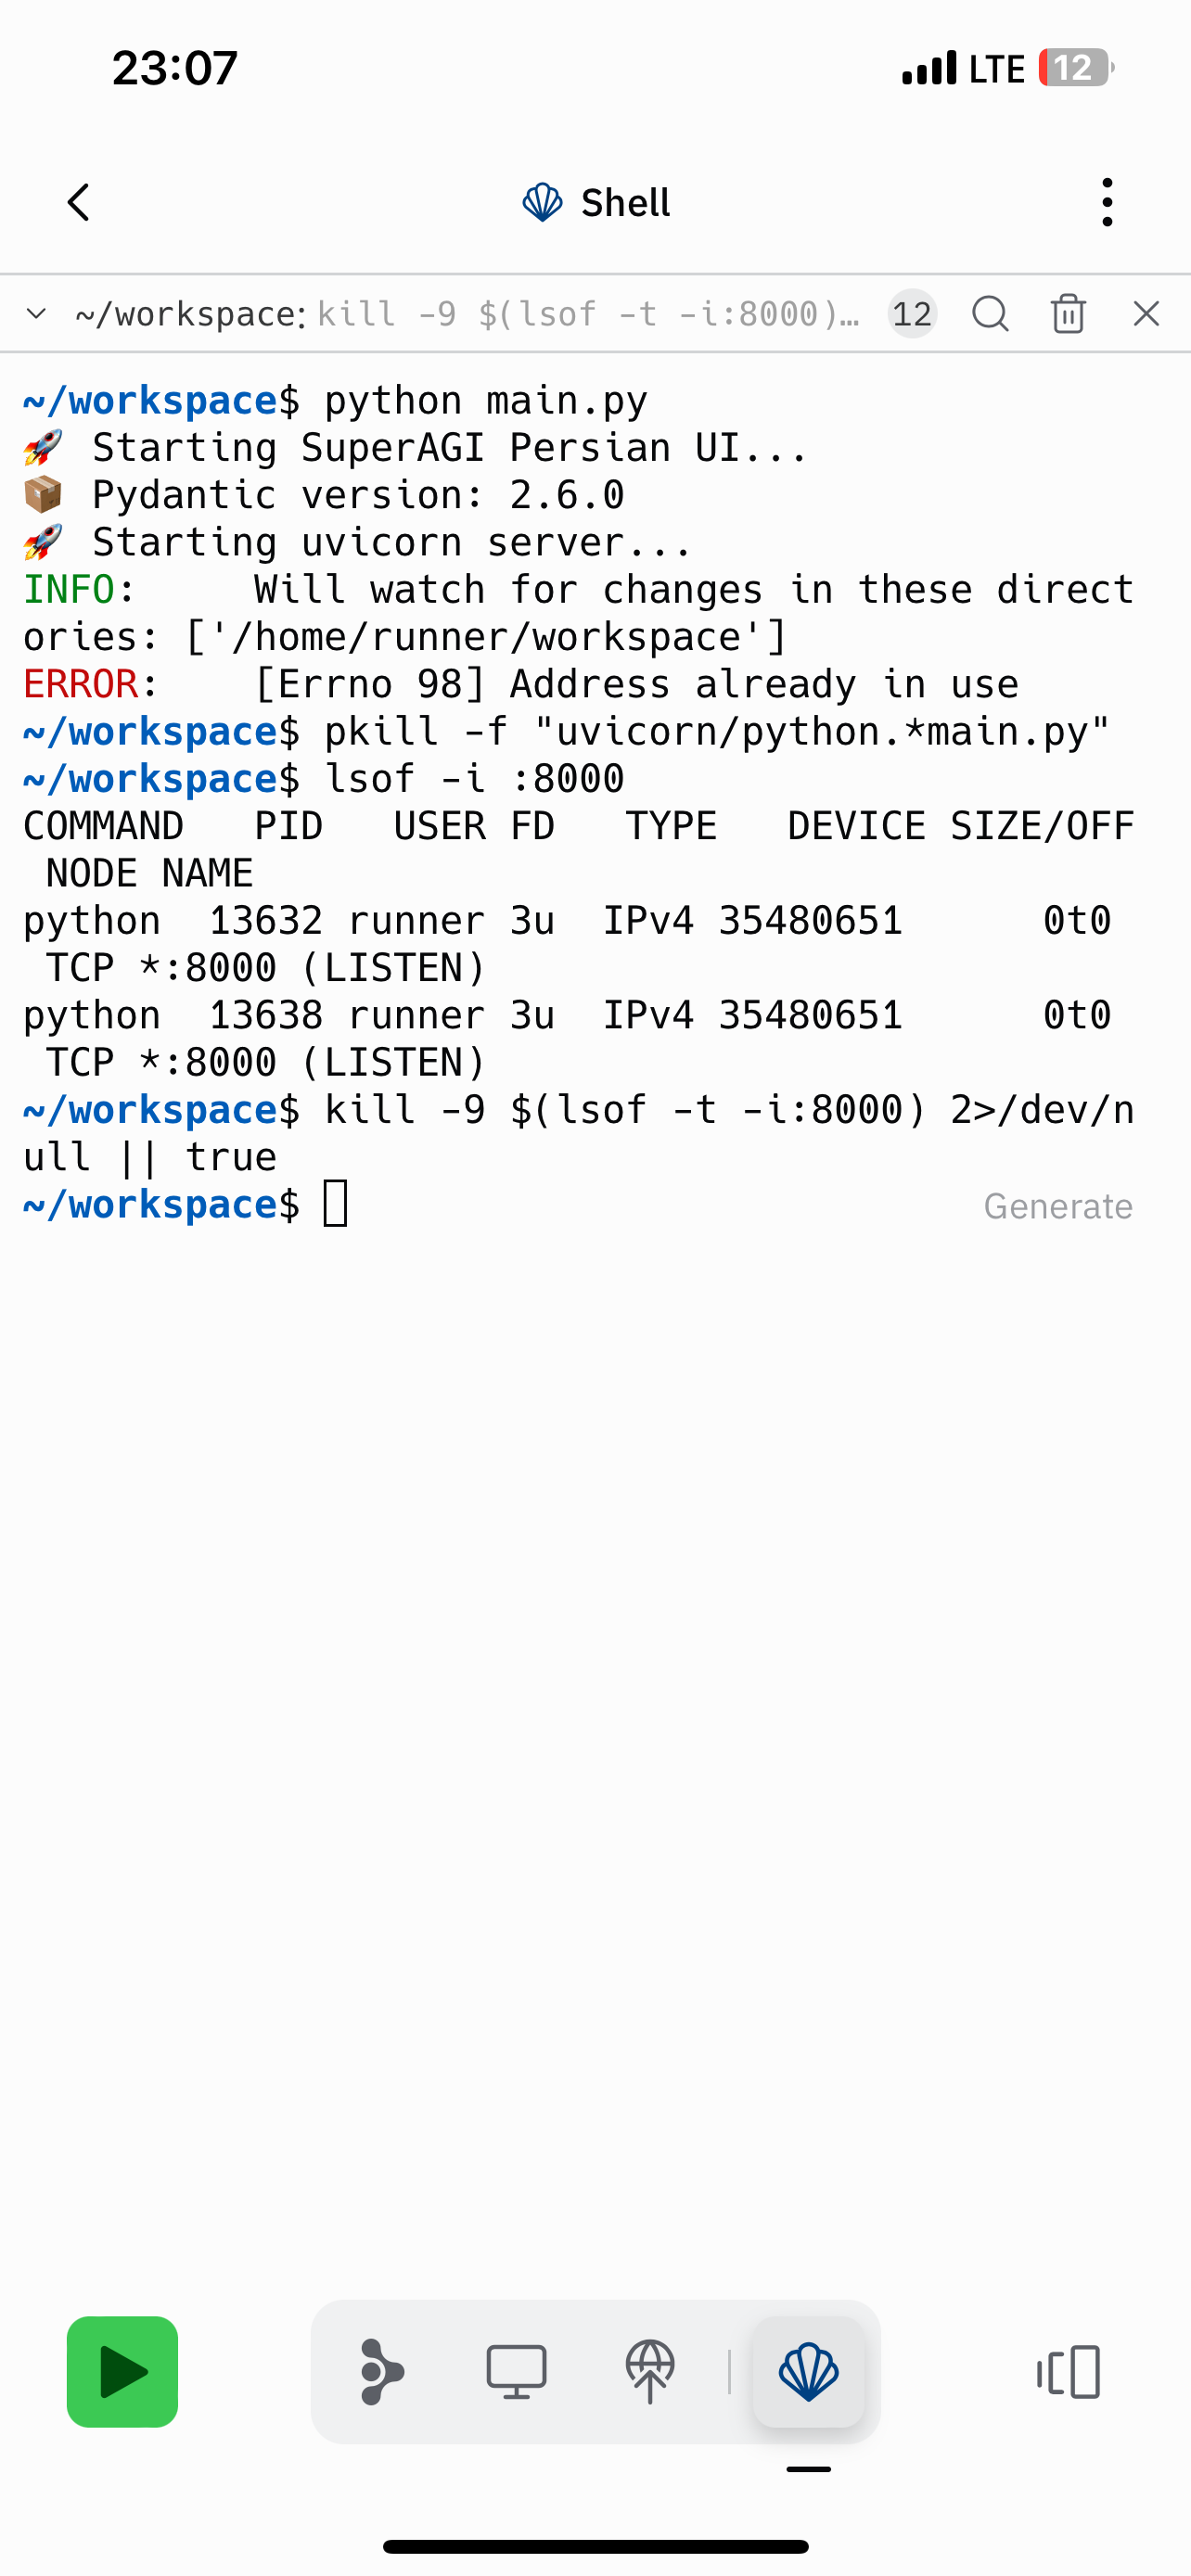 23:07 LTE 12
Shell
~/workspace: kill -9 $(lsof -t -i:8000)… 12
~/workspace$ python main.py
🚀 Starting SuperAGI Persian UI...
📦 Pydantic version: 2.6.0
🚀 Starting uvicorn server...
INFO:     Will watch for changes in these direct
ories: ['/home/runner/workspace']
ERROR:    [Errno 98] Address already in use
~/workspace$ pkill -f "uvicorn/python.*main.py"
~/workspace$ lsof -i :8000
COMMAND   PID   USER FD   TYPE   DEVICE SIZE/OFF
 NODE NAME
python  13632 runner 3u  IPv4 35480651      0t0
 TCP *:8000 (LISTEN)
python  13638 runner 3u  IPv4 35480651      0t0
 TCP *:8000 (LISTEN)
~/workspace$ kill -9 $(lsof -t -i:8000) 2>/dev/n
ull || true
~/workspace$ Generate